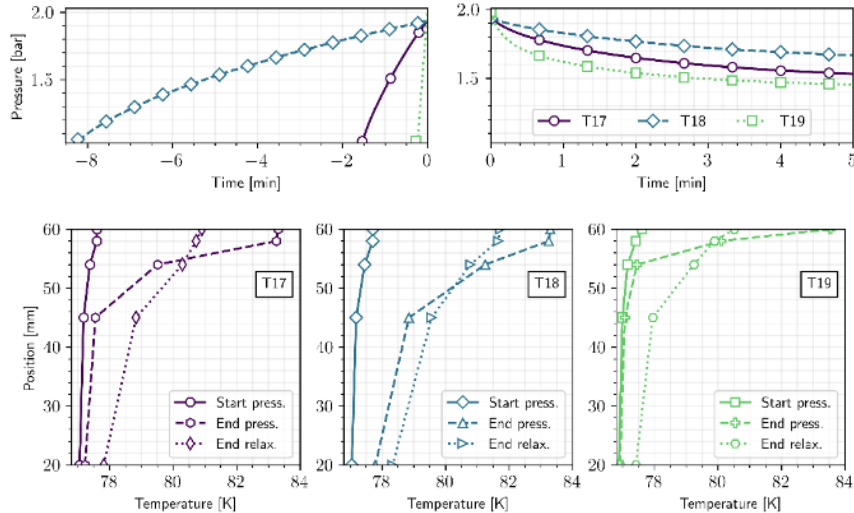 2.0
1.5
Pressure [bar]
−8 −6 −4 −2 0
Time [min]
2.0
1.5
T17 T18 T19
0 1 2 3 4 5
Time [min]
60
50
40
30
20
Position [mm]
T17
Start press.
End press.
End relax.
78 80 82 84
Temperature [K]
60
50
40
30
20
T18
Start press.
End press.
End relax.
78 80 82 84
Temperature [K]
60
50
40
30
20
T19
Start press.
End press.
End relax.
78 80 82 84
Temperature [K]